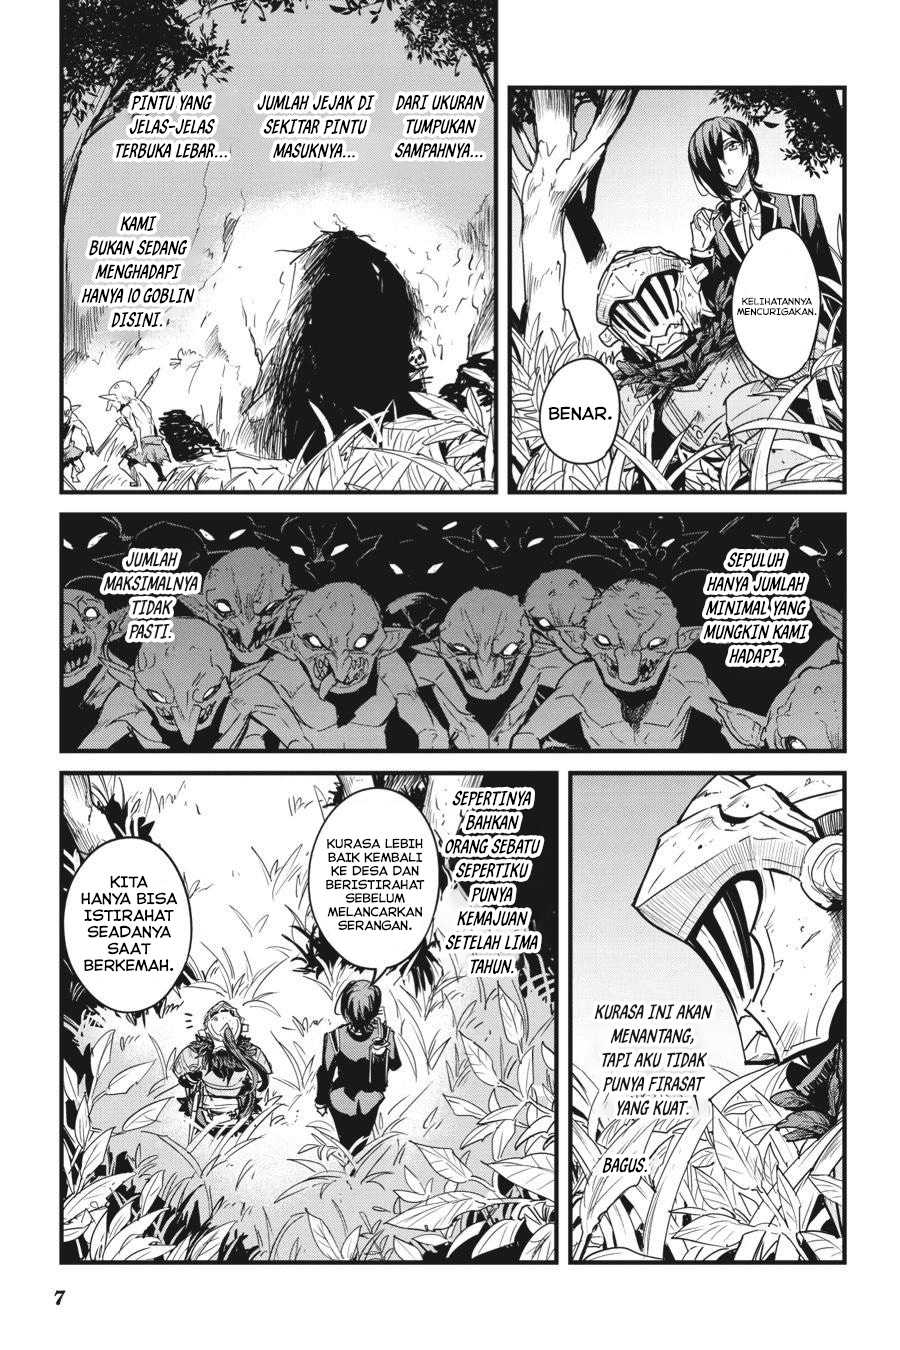 KELIHATANNYA
MENCURIGAKAN.
BENAR.
DARI UKURAN
TUMPUKAN
SAMPAHNYA...
JUMLAH JEJAK DI
SEKITAR PINTU
MASUKNYA...
PINTU YANG
JELAS-JELAS
TERBUKA LEBAR...
KAMI
BUKAN SEDANG
MENGHADAPI
HANYA 10 GOBLIN
DISINI.
SEPULUH
HANYA JUMLAH
MINIMAL YANG
MUNGKIN KAMI
HADAPI.
JUMLAH
MAKSIMALNYA
TIDAK
PASTI.
KURASA INI AKAN
MENANTANG,
TAPI AKU TIDAK
PUNYA FIRASAT
YANG KUAT.
BAGUS.
SEPERTINYA
BAHKAN
ORANG SEBATU
SEPERTIKU
PUNYA
KEMAJUAN
SETELAH LIMA
TAHUN.
KURASA LEBIH
BAIK KEMBALI
KE DESA DAN
BERISTIRAHAT
SEBELUM
MELANCARKAN
SERANGAN.
KITA
HANYA BISA
ISTIRAHAT
SEADANYA
SAAT
BERKEMAH.
7